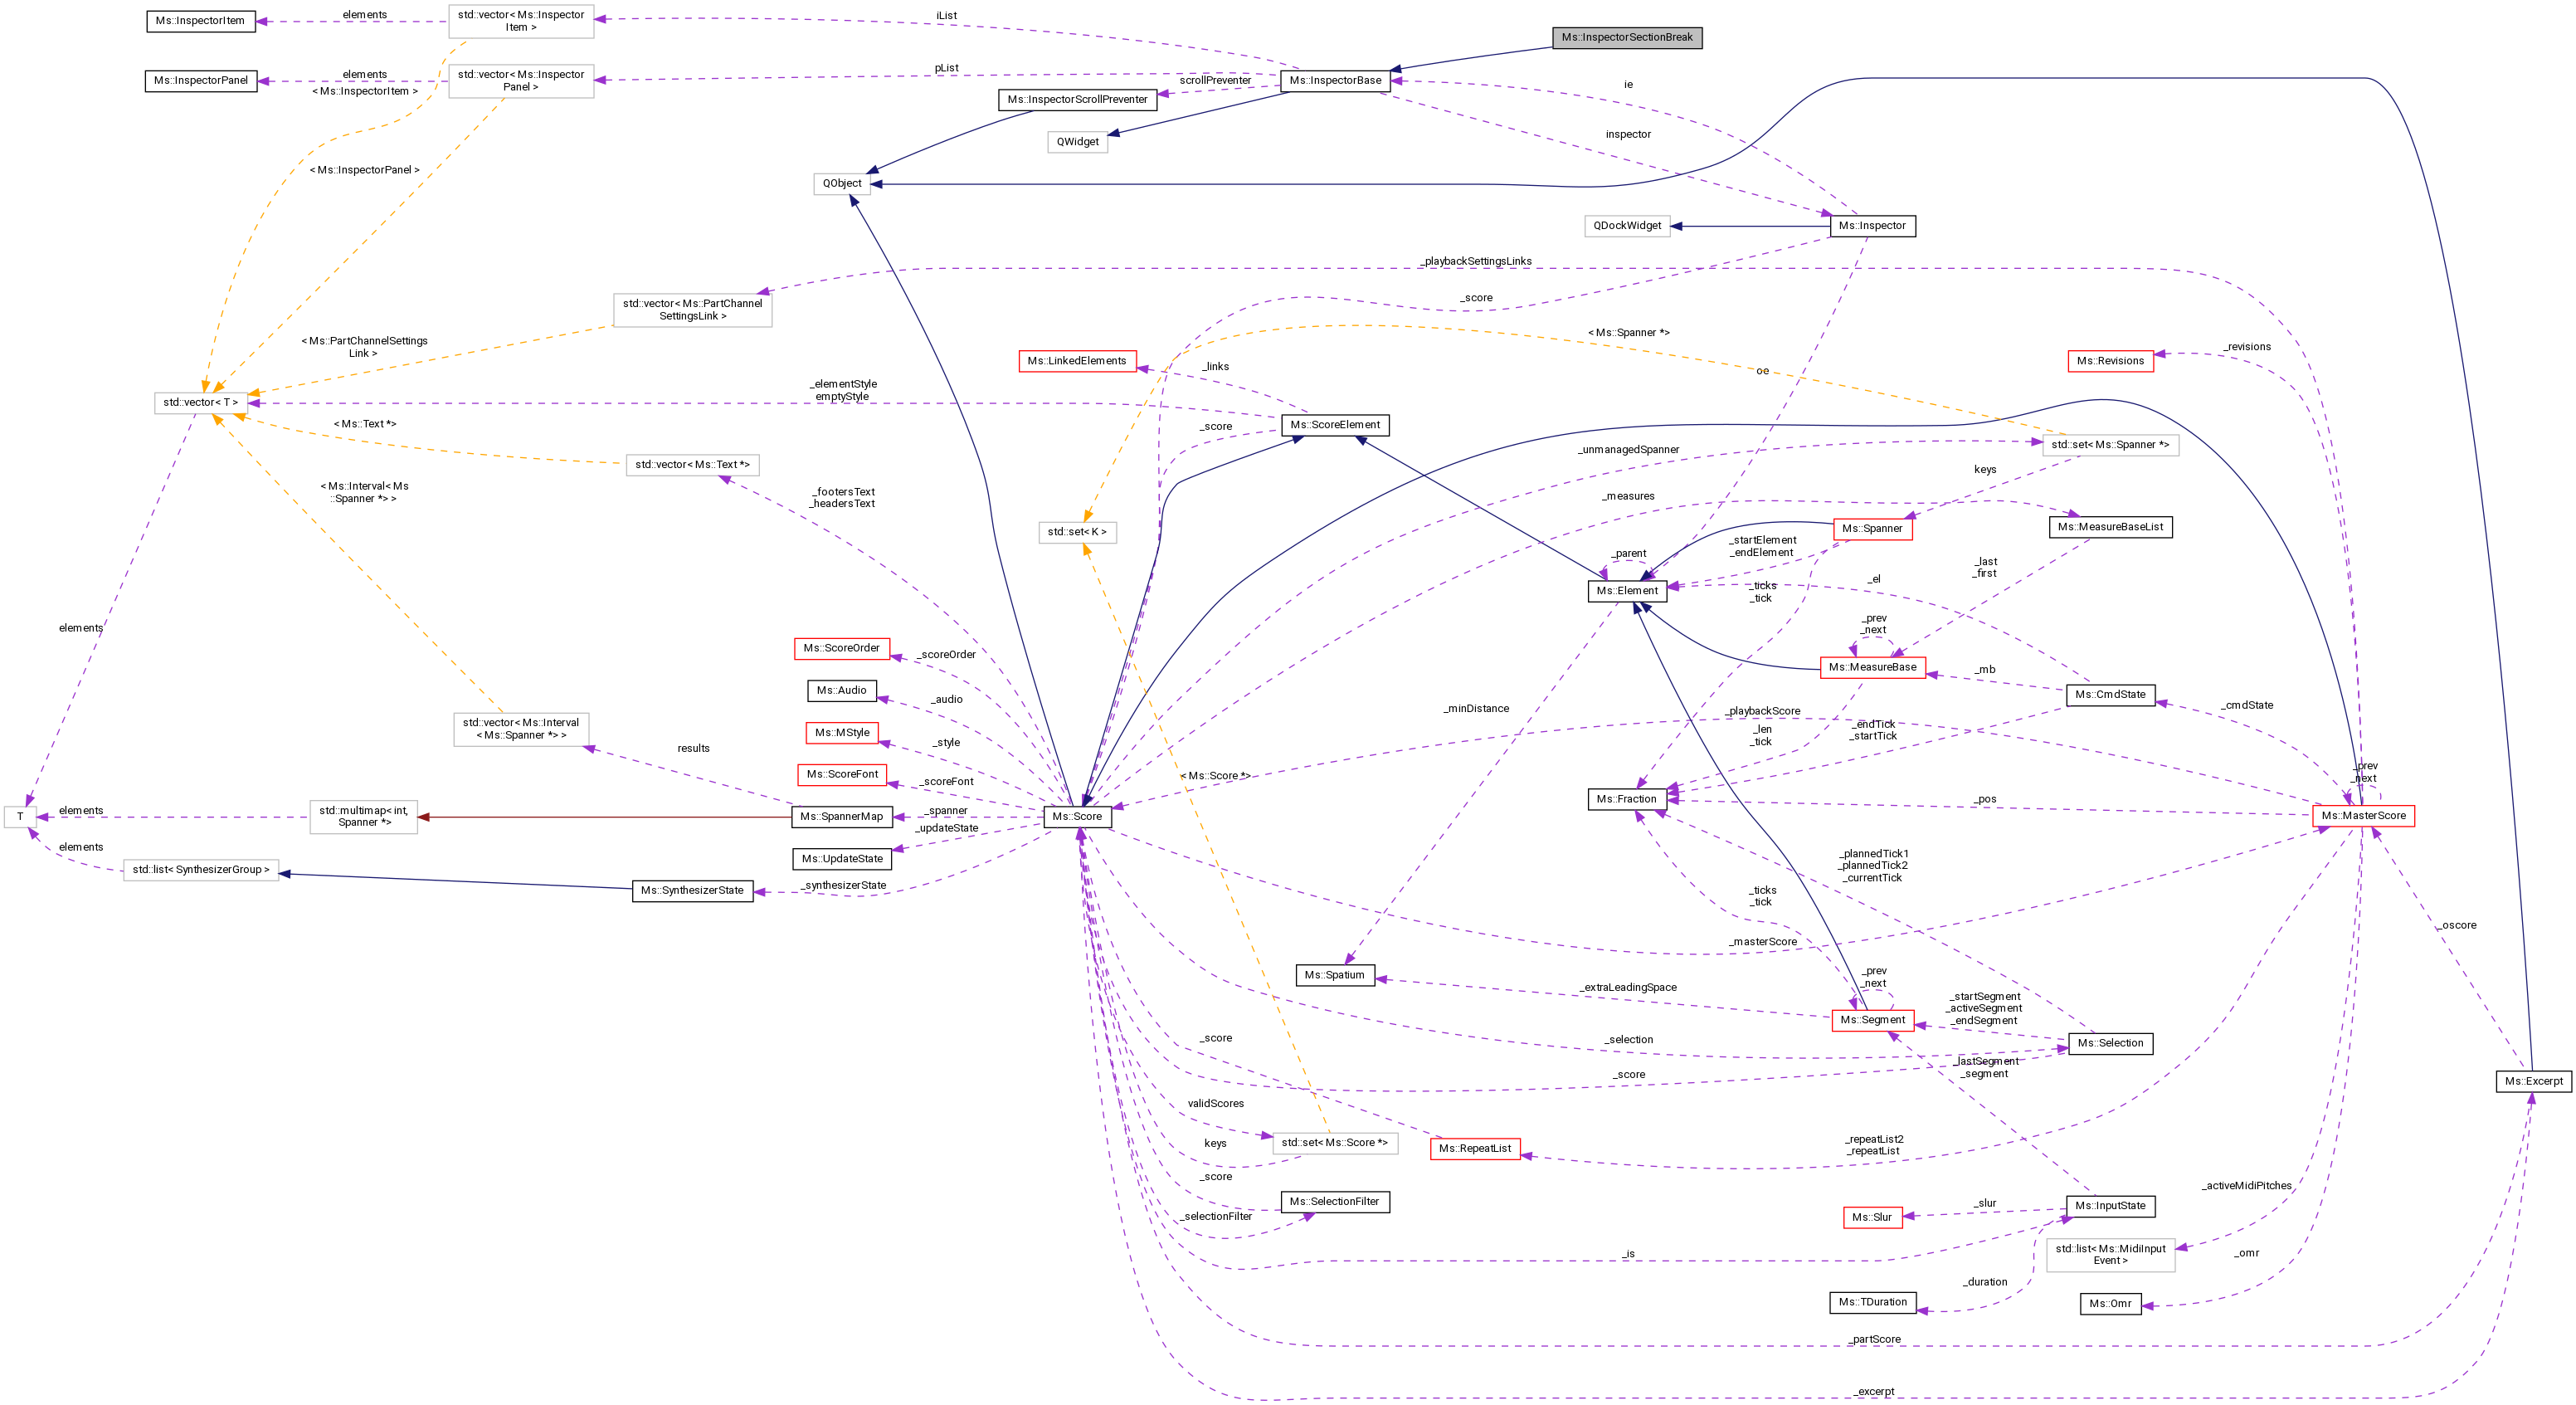 Ms::InspectorItem
elements
std::vector< Ms::Inspector
Item >
iList
Ms::InspectorSectionBreak
Ms::InspectorPanel
elements
< Ms::InspectorItem >
std::vector< Ms::Inspector
Panel >
pList
scrollPreventer
Ms::InspectorBase
ie
Ms::InspectorScrollPreventer
QWidget
inspector
< Ms::InspectorPanel >
QObject
QDockWidget
Ms::Inspector
_playbackSettingsLinks
std::vector< Ms::PartChannel
SettingsLink >
_score
< Ms::PartChannelSettings
Link >
< Ms::Spanner *>
Ms::LinkedElements
_links
oe
Ms::Revisions
_revisions
std::vector< T >
_elementStyle
emptyStyle
< Ms::Text *>
_score
Ms::ScoreElement
std::vector< Ms::Text *>
_unmanagedSpanner
std::set< Ms::Spanner *>
keys
< Ms::Interval< Ms
::Spanner *> >
_footersText
_headersText
_measures
std::set< K >
Ms::Spanner
Ms::MeasureBaseList
_startElement
_endElement
_parent
Ms::Element
_ticks
_tick
_el
_last
_first
elements
Ms::ScoreOrder
_scoreOrder
_prev
_next
Ms::MeasureBase
_mb
Ms::Audio
_audio
Ms::CmdState
_cmdState
_minDistance
_playbackScore
std::vector< Ms::Interval
< Ms::Spanner *> >
results
Ms::MStyle
_style
_len
_tick
_endTick
_startTick
Ms::ScoreFont
_scoreFont
< Ms::Score *>
_prev
_next
T
elements
std::multimap< int,
Spanner *>
Ms::SpannerMap
_spanner
Ms::Score
Ms::Fraction
_pos
Ms::MasterScore
elements
std::list< SynthesizerGroup >
Ms::UpdateState
_updateState
Ms::SynthesizerState
_synthesizerState
_plannedTick1
_plannedTick2
_currentTick
_ticks
_tick
_masterScore
_oscore
Ms::Spatium
_extraLeadingSpace
_prev
_next
Ms::Segment
_startSegment
_activeSegment
_endSegment
Ms::Selection
_score
_selection
_score
_lastSegment
_segment
Ms::Excerpt
validScores
keys
std::set< Ms::Score *>
Ms::RepeatList
_repeatList2
_repeatList
_score
_activeMidiPitches
Ms::SelectionFilter
_selectionFilter
Ms::Slur
_slur
Ms::InputState
_is
std::list< Ms::MidiInput
Event >
_omr
_duration
Ms::TDuration
Ms::Omr
_partScore
_excerpt